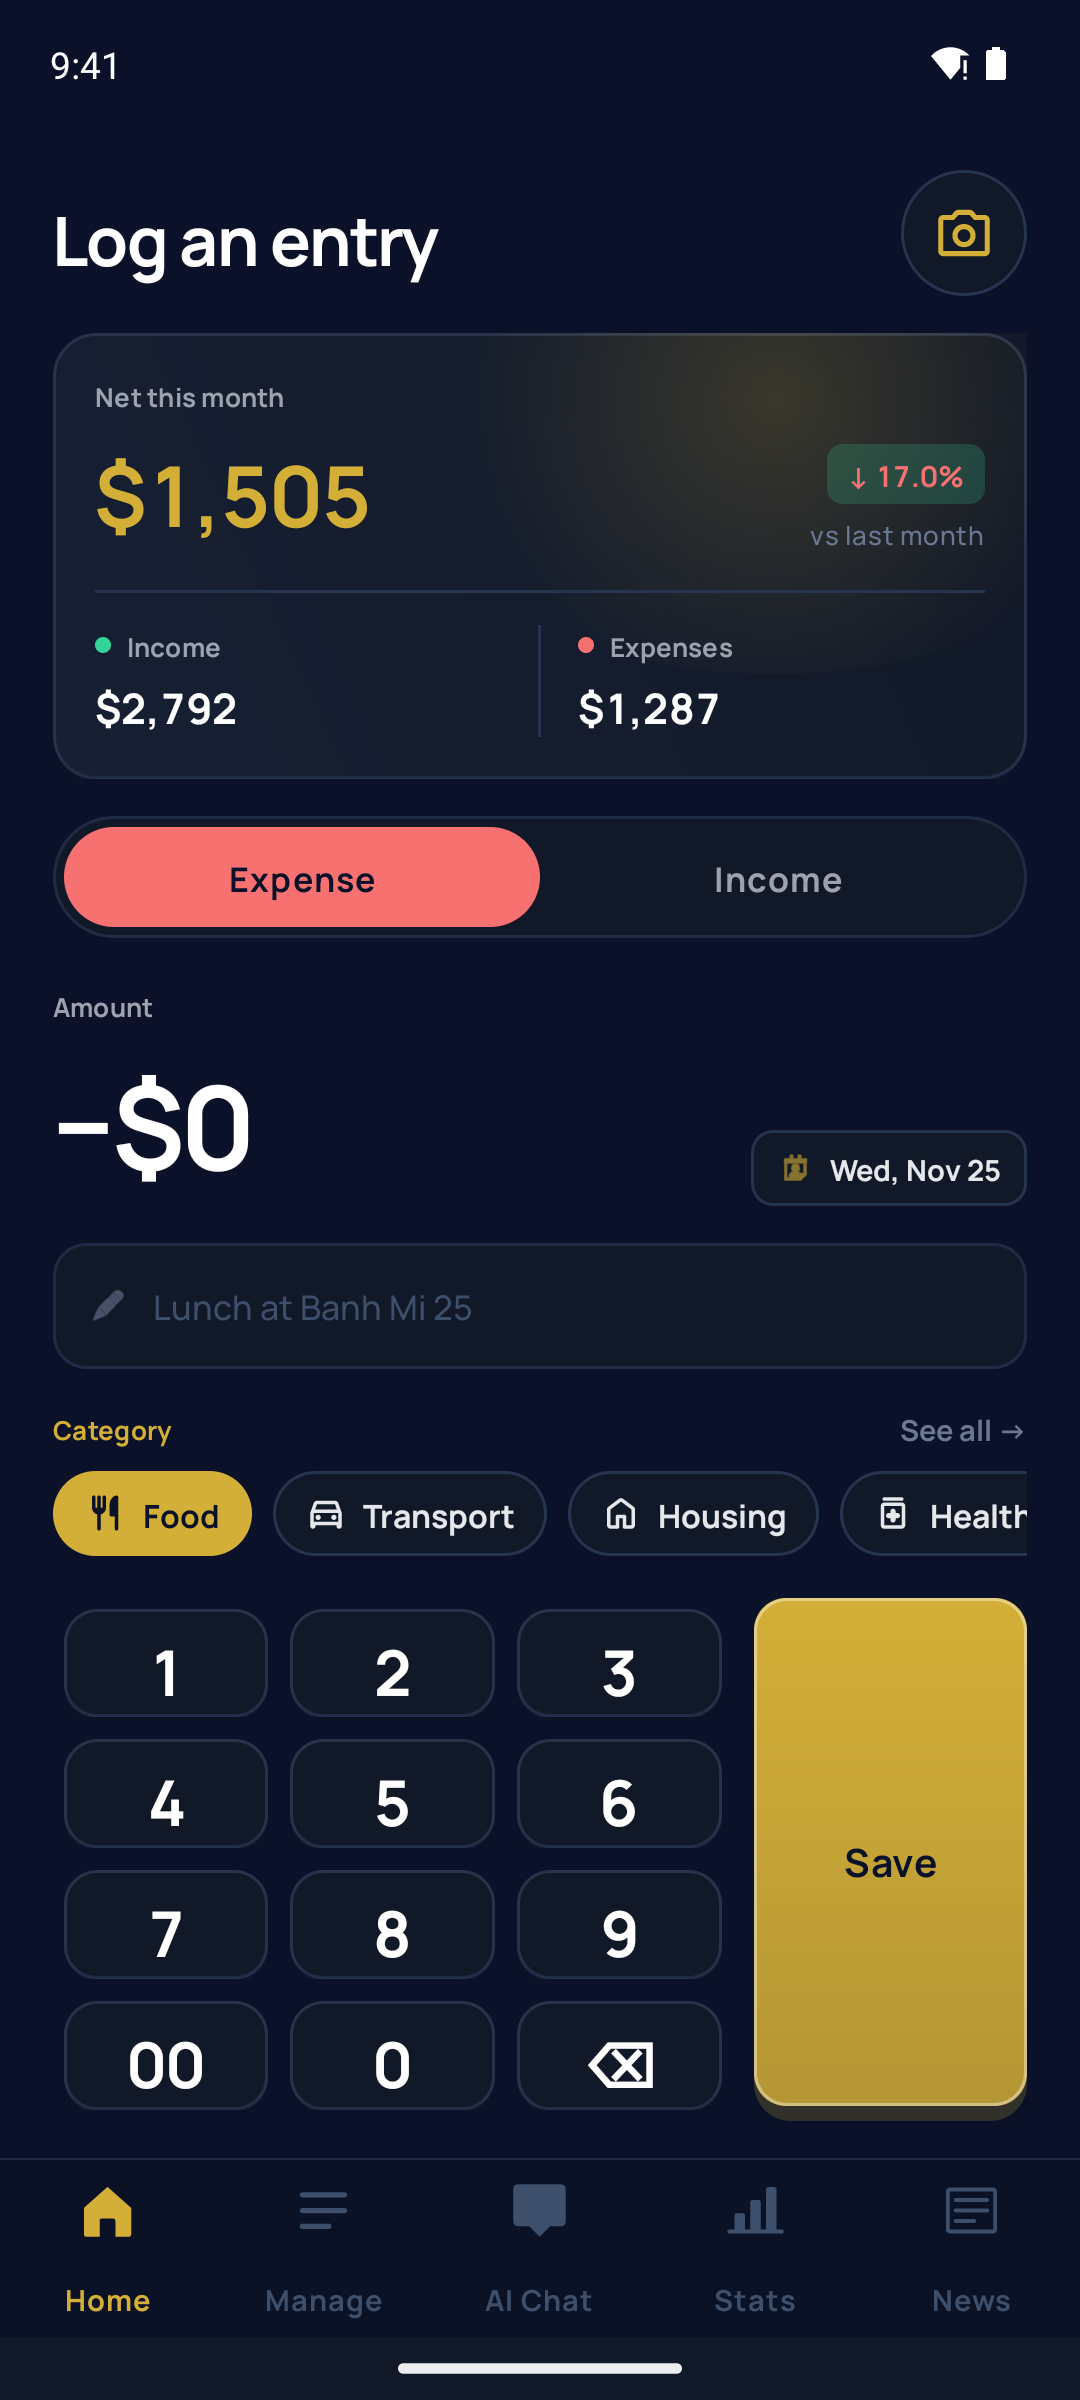 9:41
Log an entry
Net this month
$1,505
↓ 17.0%
vs last month
Income
$2,792
Expenses
$1,287
Expense
Income
Amount
−$0
Wed, Nov 25
Lunch at Banh Mi 25
Category
See all →
Food
Transport
Housing
Health
1
2
3
4
5
6
7
8
9
00
0
Save
Home
Manage
AI Chat
Stats
News